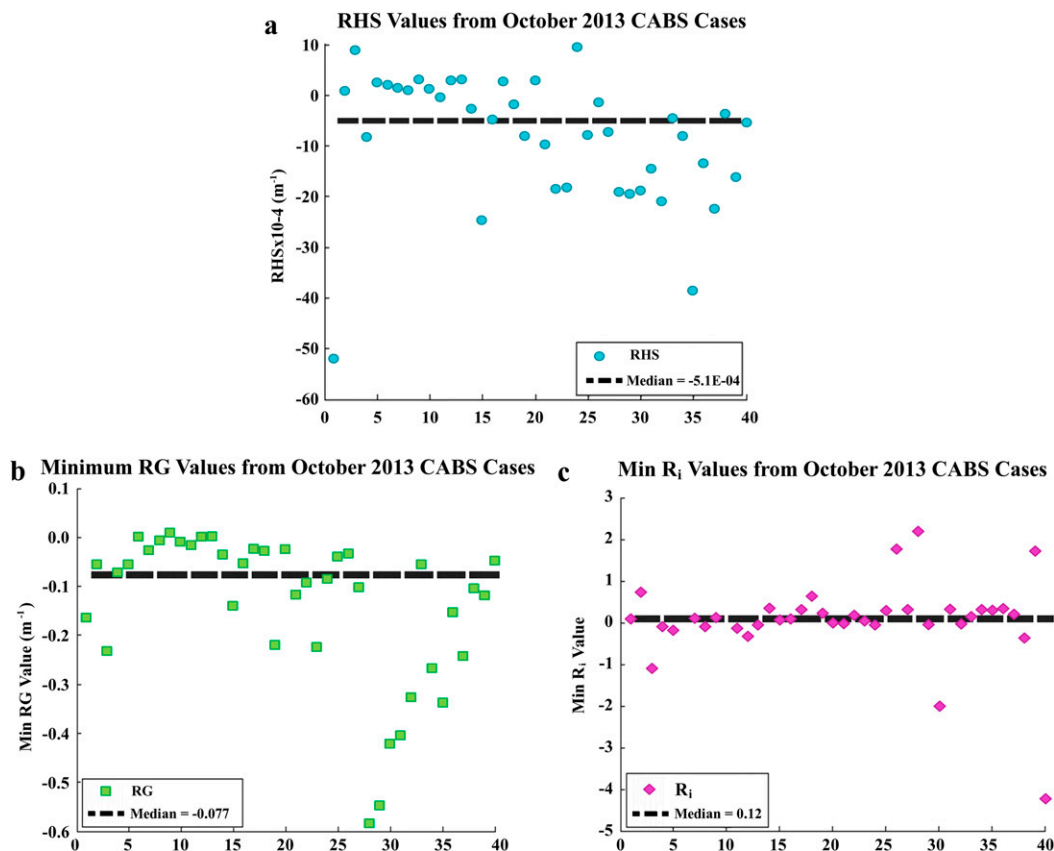 a
RHS Values from October 2013 CABS Cases
10
0
-10
-20
-30
-40
-50
-60
RHSx10-4 (m⁻¹)
0 5 10 15 20 25 30 35 40
RHS
Median = -5.1E-04
b
Minimum RG Values from October 2013 CABS Cases
0.1
0.0
-0.1
-0.2
-0.3
-0.4
-0.5
-0.6
Min RG Value (m⁻¹)
0 5 10 15 20 25 30 35 40
RG
Median = -0.077
c
Min Rᵢ Values from October 2013 CABS Cases
3
2
1
0
-1
-2
-3
-4
-5
Min Rᵢ Value
0 5 10 15 20 25 30 35 40
Rᵢ
Median = 0.12